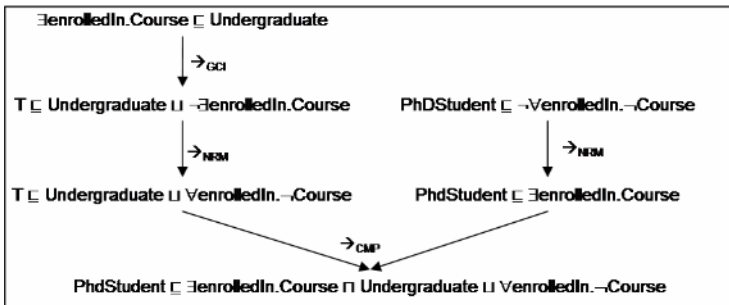 ∃enrolledIn.Course ⊑ Undergraduate
→GCI
T ⊑ Undergraduate ⊔ ¬∃enrolledIn.Course
PhDStudent ⊑ ¬∀enrolledIn.¬Course
→NRM
→NRM
T ⊑ Undergraduate ⊔ ∀enrolledIn.¬Course
PhdStudent ⊑ ∃enrolledIn.Course
→CMP
PhdStudent ⊑ ∃enrolledIn.Course ⊓ Undergraduate ⊔ ∀enrolledIn.¬Course